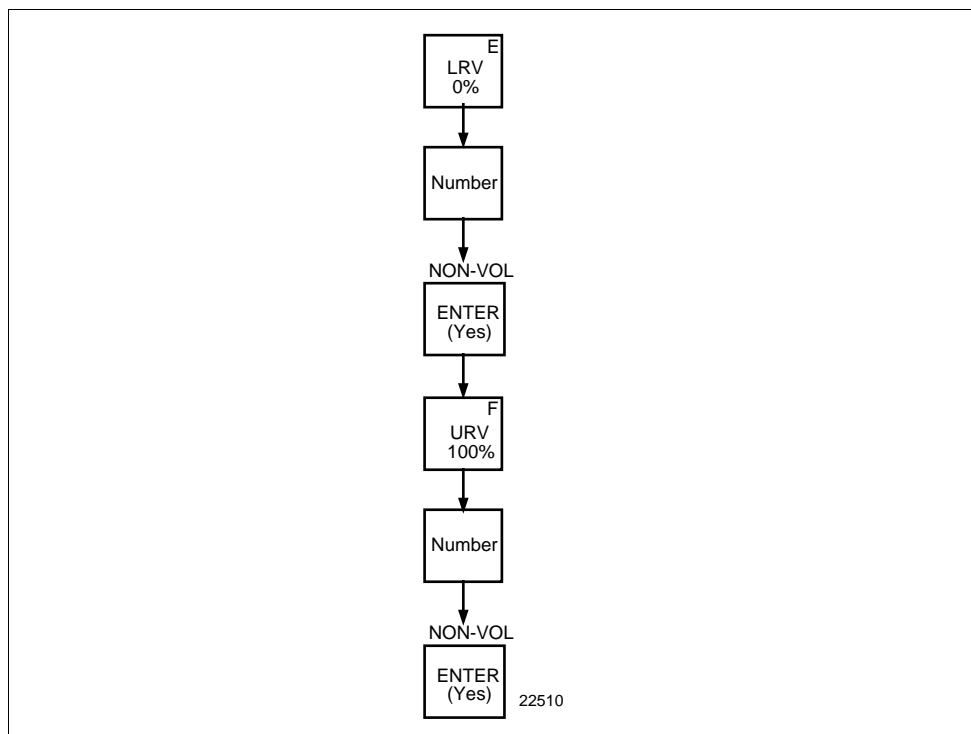 E
LRV
0%
Number
NON-VOL
ENTER
(Yes)
F
URV
100%
Number
NON-VOL
ENTER
(Yes)
22510